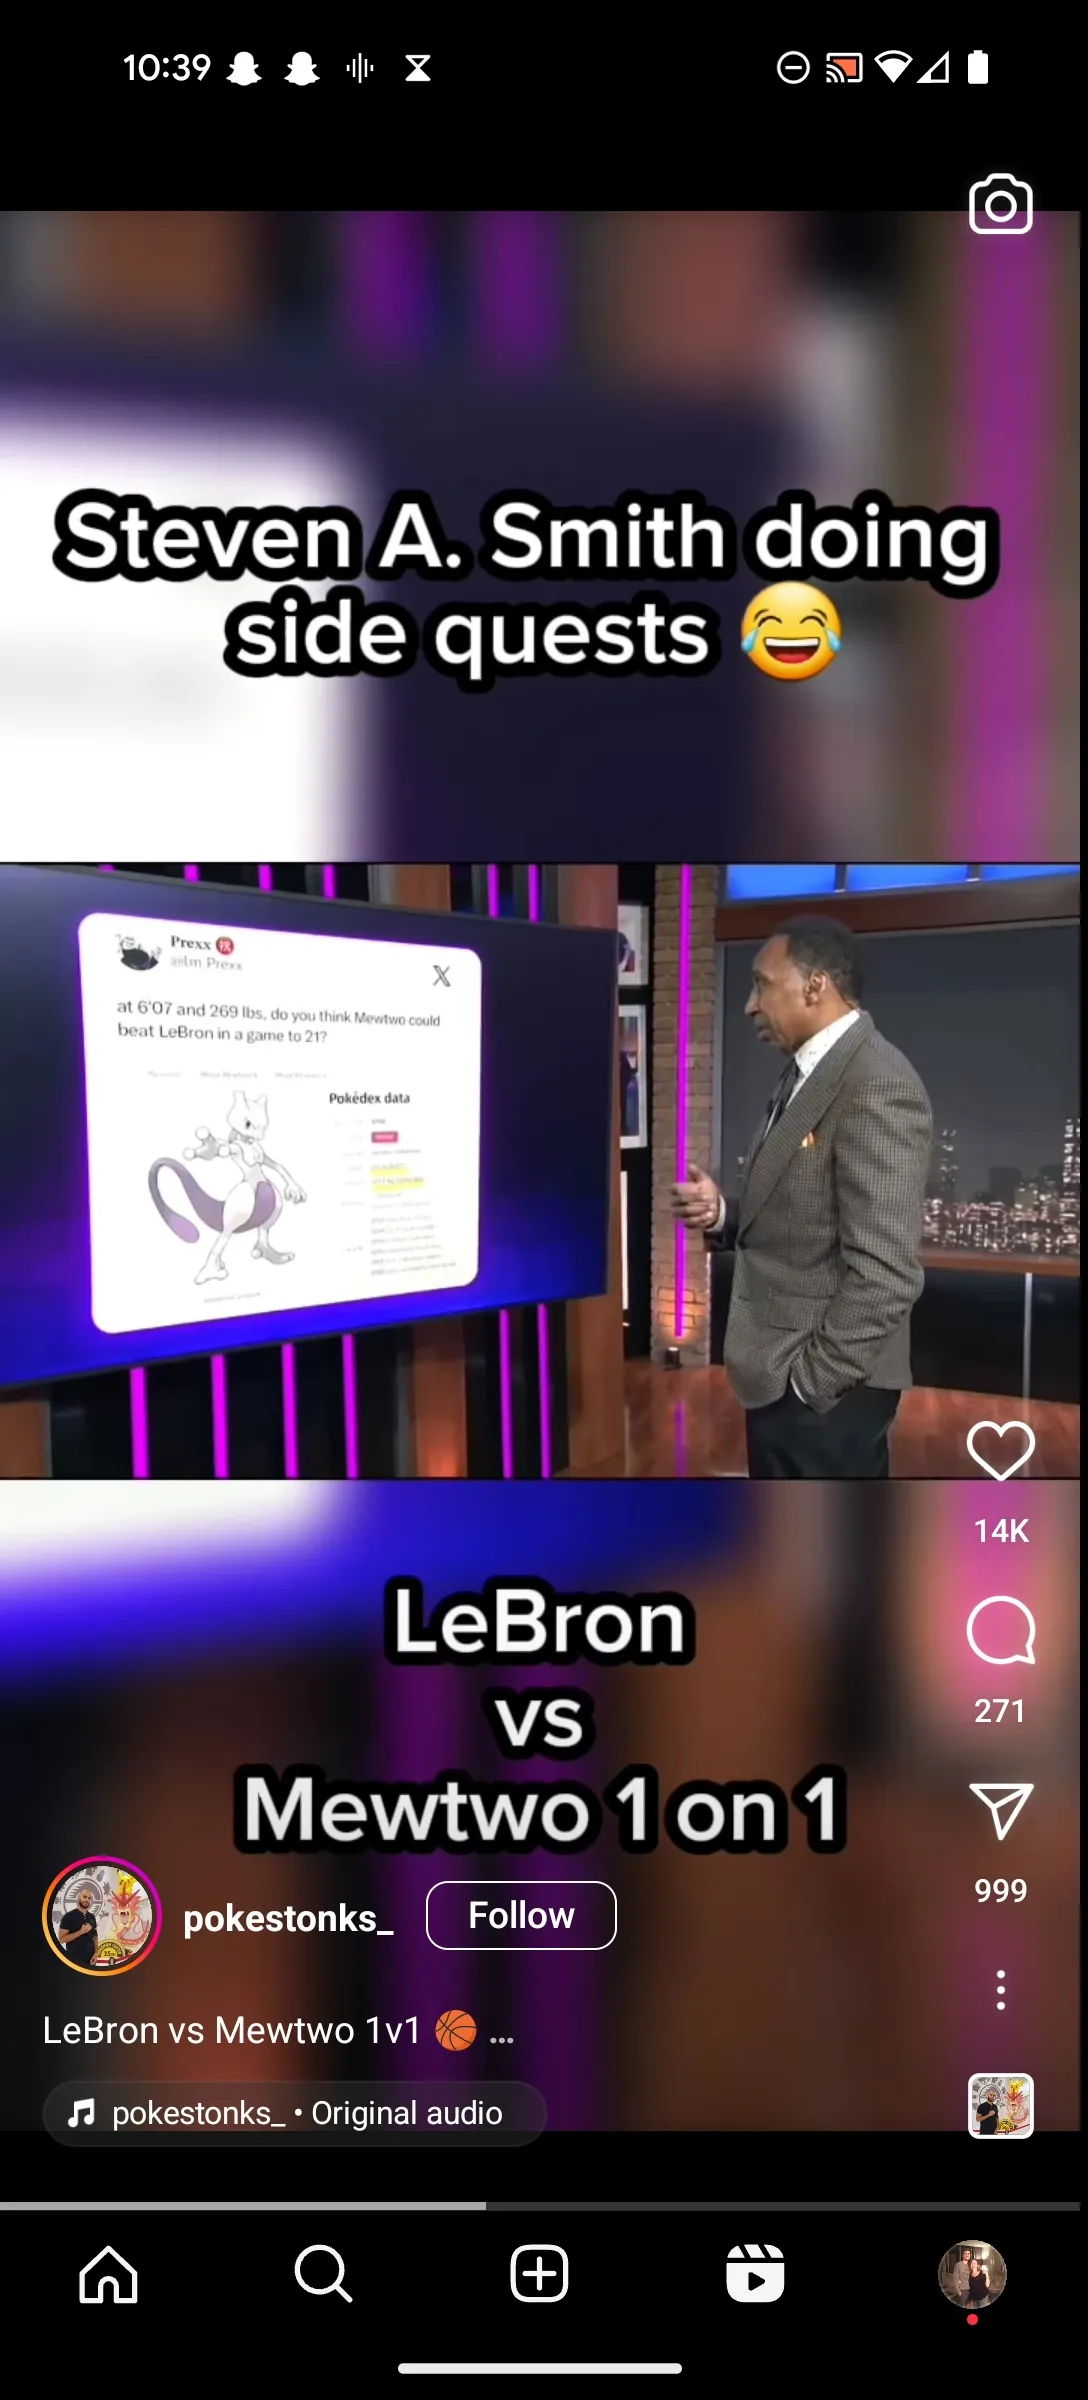 10:39
Steven A. Smith doing
side quests 😂
Prexx
@Im Prexx
at 6'07 and 269 lbs, do you think Mewtwo could
beat LeBron in a game to 21?
Pokédex data
14K
LeBron
vs
Mewtwo 1 on 1
271
999
pokestonks_
Follow
LeBron vs Mewtwo 1v1 🏀 ...
pokestonks_ • Original audio